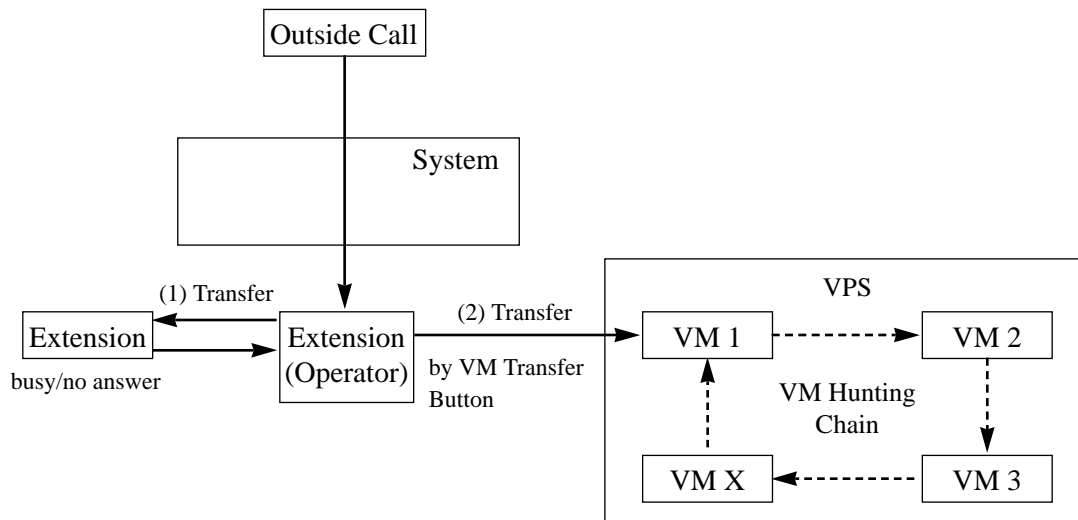 Outside Call
System
VPS
(1) Transfer
(2) Transfer
Extension
Extension
(Operator)
VM 1
VM 2
busy/no answer
by VM Transfer
Button
VM Hunting
Chain
VM X
VM 3